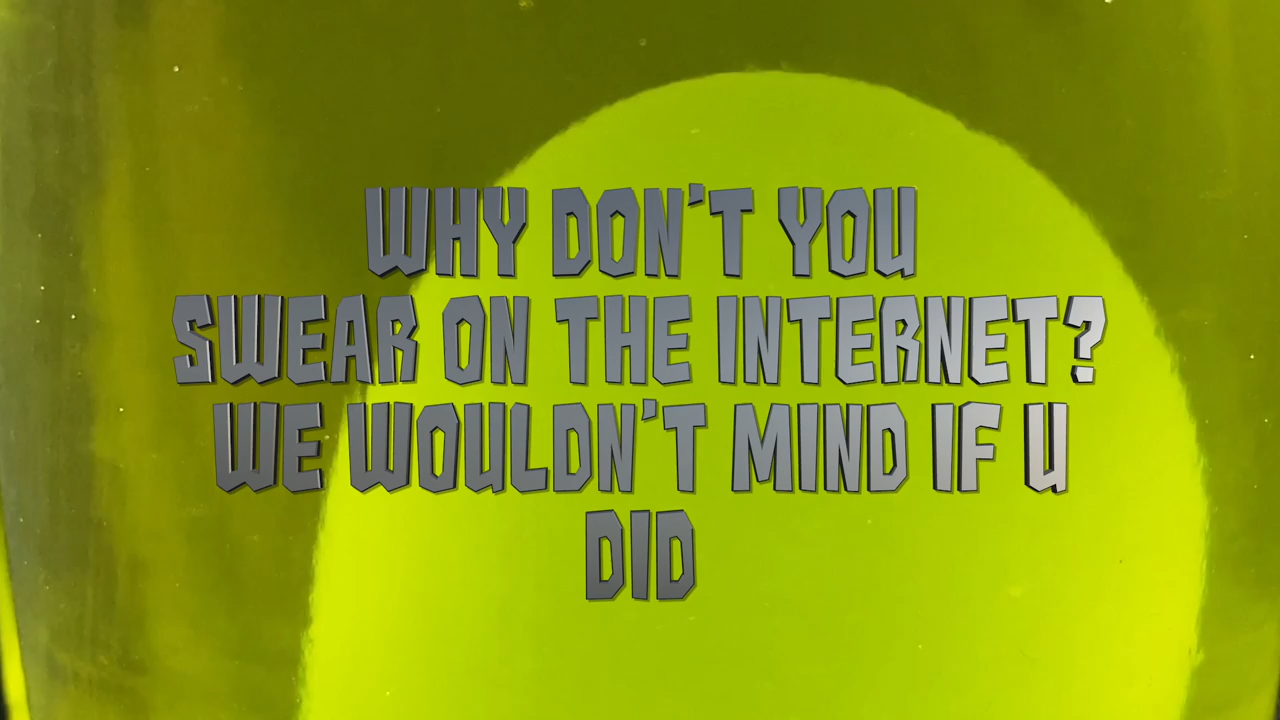 WHY DON'T YOU
SWEAR ON THE INTERNET?
WE WOULDN'T MIND IF U
DID